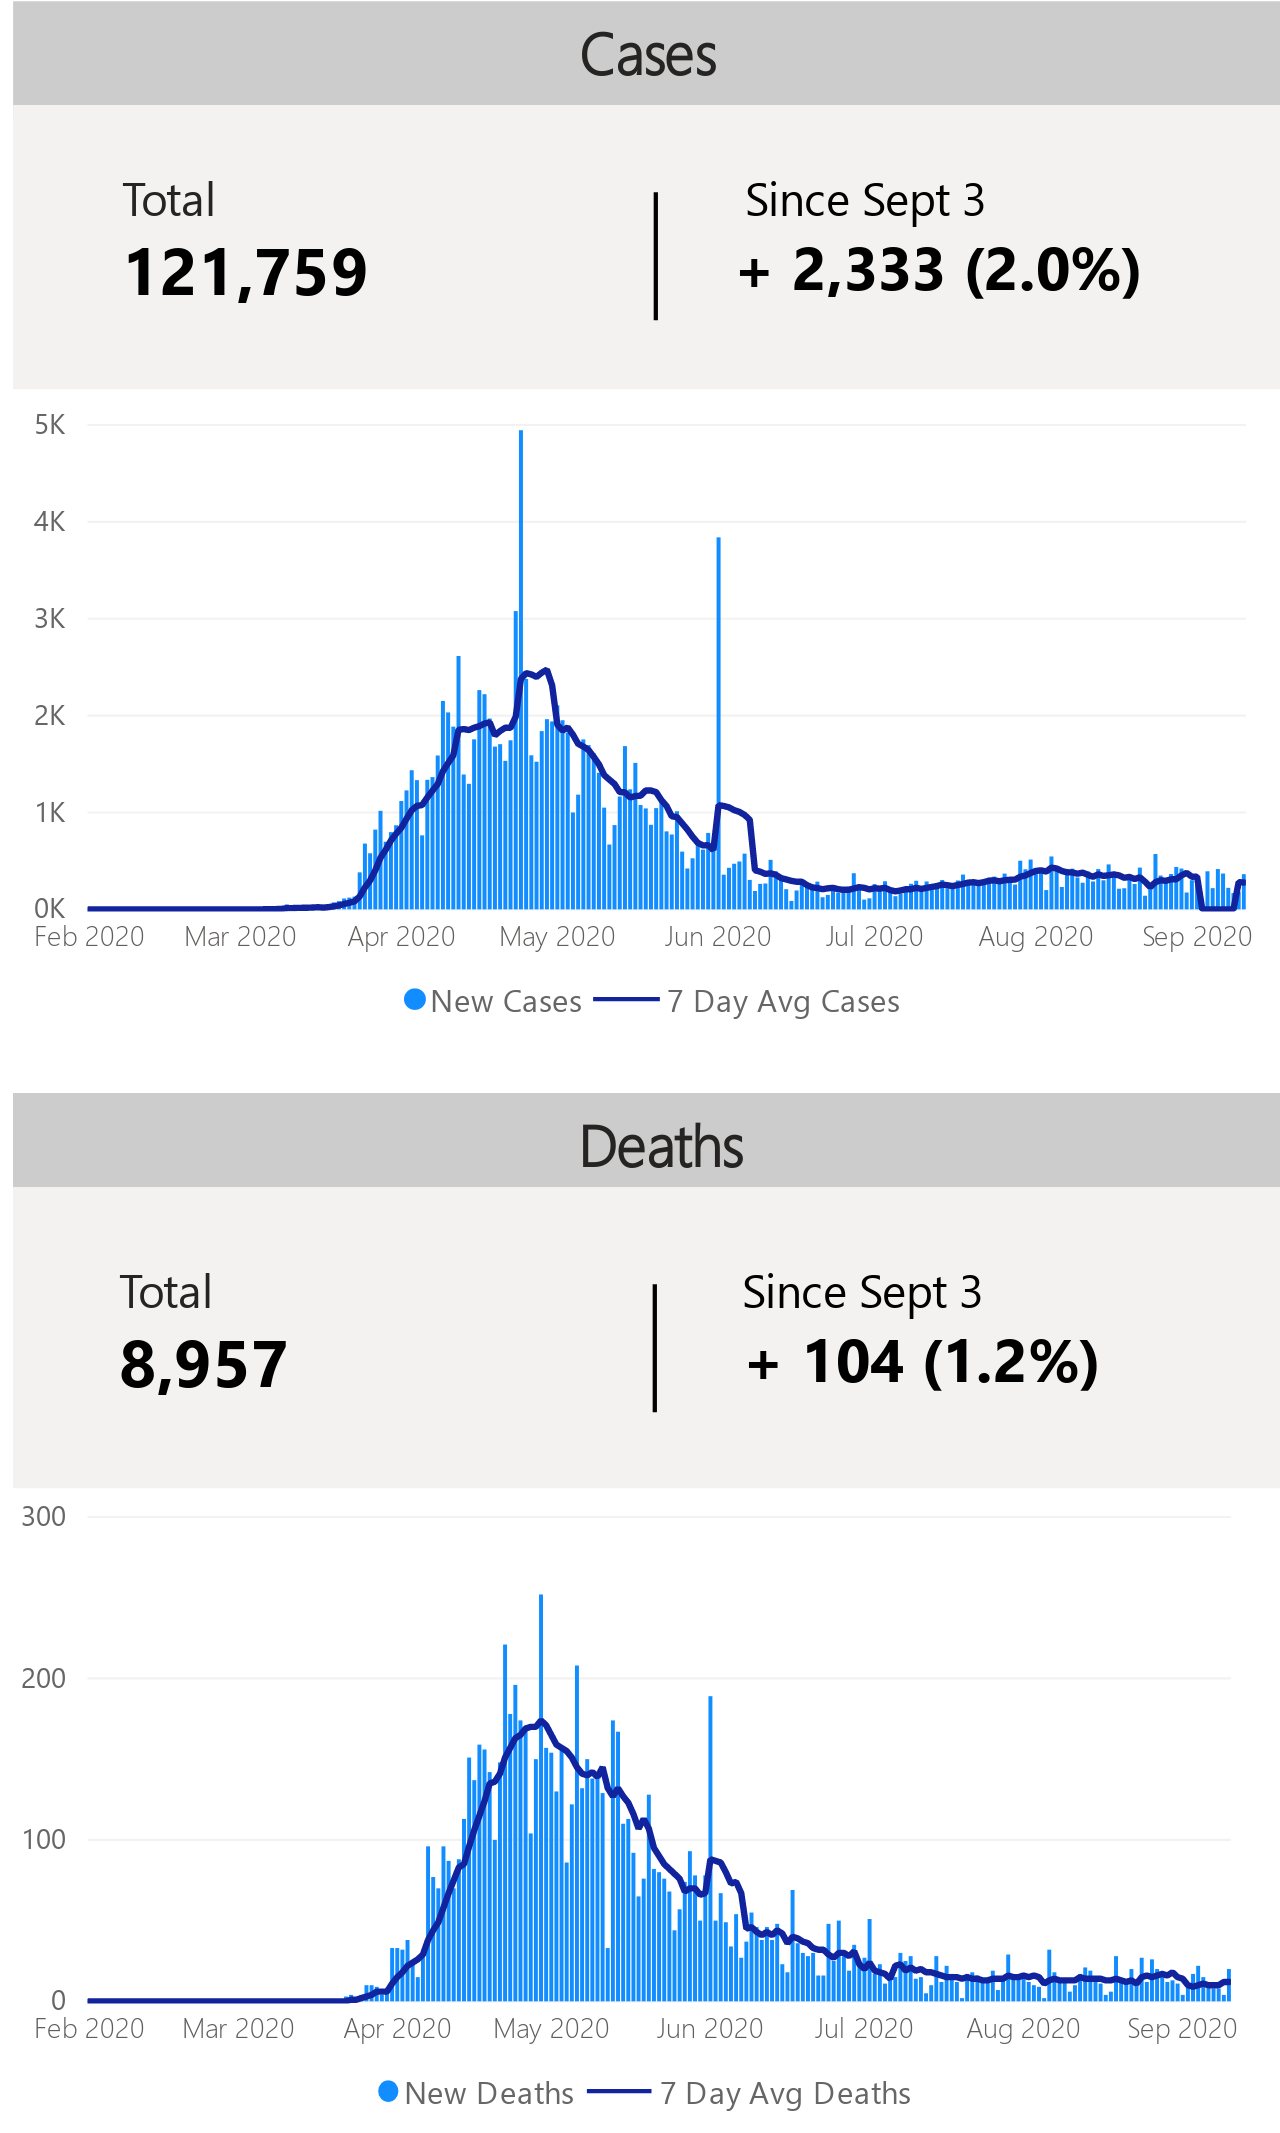 Cases
Total
121,759
Since Sept 3
+ 2,333 (2.0%)
5K
4K
3K
2K
1K
0K
Feb 2020 Mar 2020 Apr 2020 May 2020 Jun 2020 Jul 2020 Aug 2020 Sep 2020
New Cases 7 Day Avg Cases
Deaths
Total
8,957
Since Sept 3
+ 104 (1.2%)
300
200
100
0
Feb 2020 Mar 2020 Apr 2020 May 2020 Jun 2020 Jul 2020 Aug 2020 Sep 2020
New Deaths 7 Day Avg Deaths